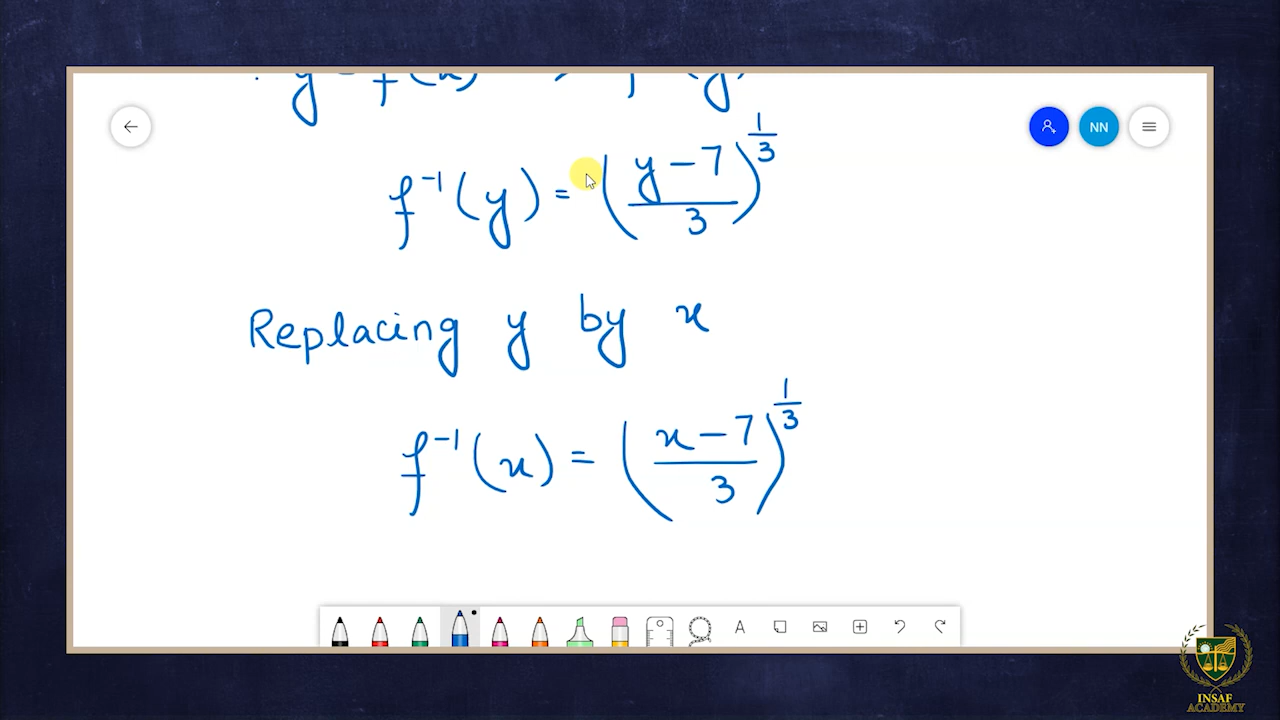 y = f(x)
NN
f⁻¹(y) = ((y-7)/3)^(1/3)
Replacing y by x
f⁻¹(x) = ((x-7)/3)^(1/3)
A
INSAF
ACADEMY